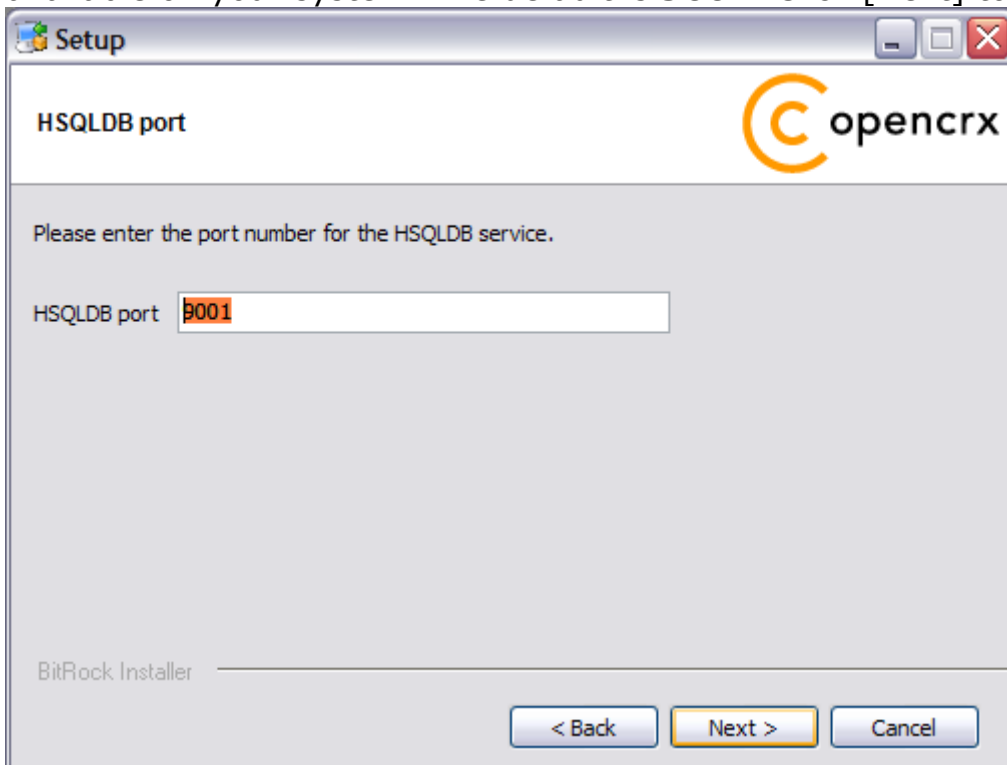 Setup
HSQLDB port
opencrx
Please enter the port number for the HSQLDB service.
HSQLDB port 9001
BitRock Installer
< Back Next > Cancel